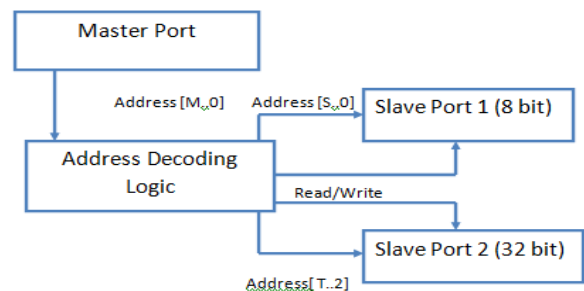 Master Port
Address [M,,0]
Address [S,,0]
Slave Port 1 (8 bit)
Address Decoding
Logic
Read/Write
Slave Port 2 (32 bit)
Address[ T..2]